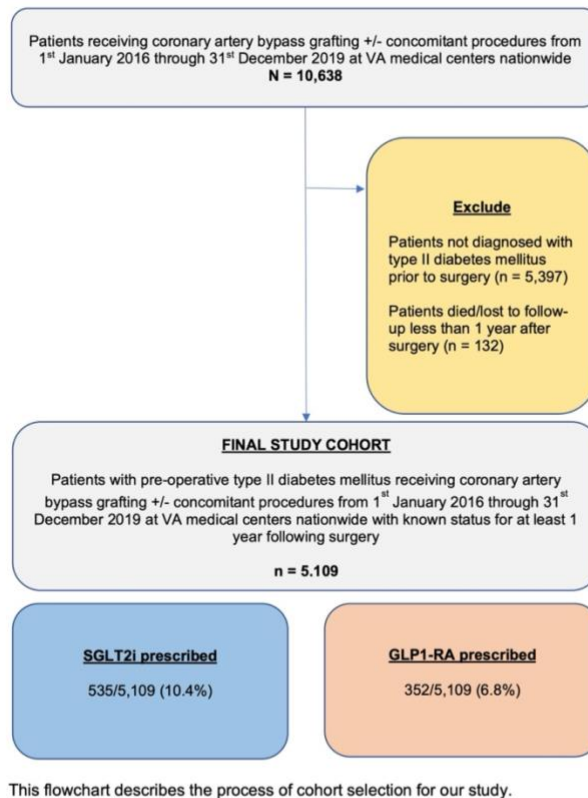 Patients receiving coronary artery bypass grafting +/- concomitant procedures from
1st January 2016 through 31st December 2019 at VA medical centers nationwide
N = 10,638
Exclude
Patients not diagnosed with
type II diabetes mellitus
prior to surgery (n = 5,397)
Patients died/lost to follow-
up less than 1 year after
surgery (n = 132)
FINAL STUDY COHORT
Patients with pre-operative type II diabetes mellitus receiving coronary artery
bypass grafting +/- concomitant procedures from 1st January 2016 through 31st
December 2019 at VA medical centers nationwide with known status for at least 1
year following surgery
n = 5.109
SGLT2i prescribed
535/5,109 (10.4%)
GLP1-RA prescribed
352/5,109 (6.8%)
This flowchart describes the process of cohort selection for our study.